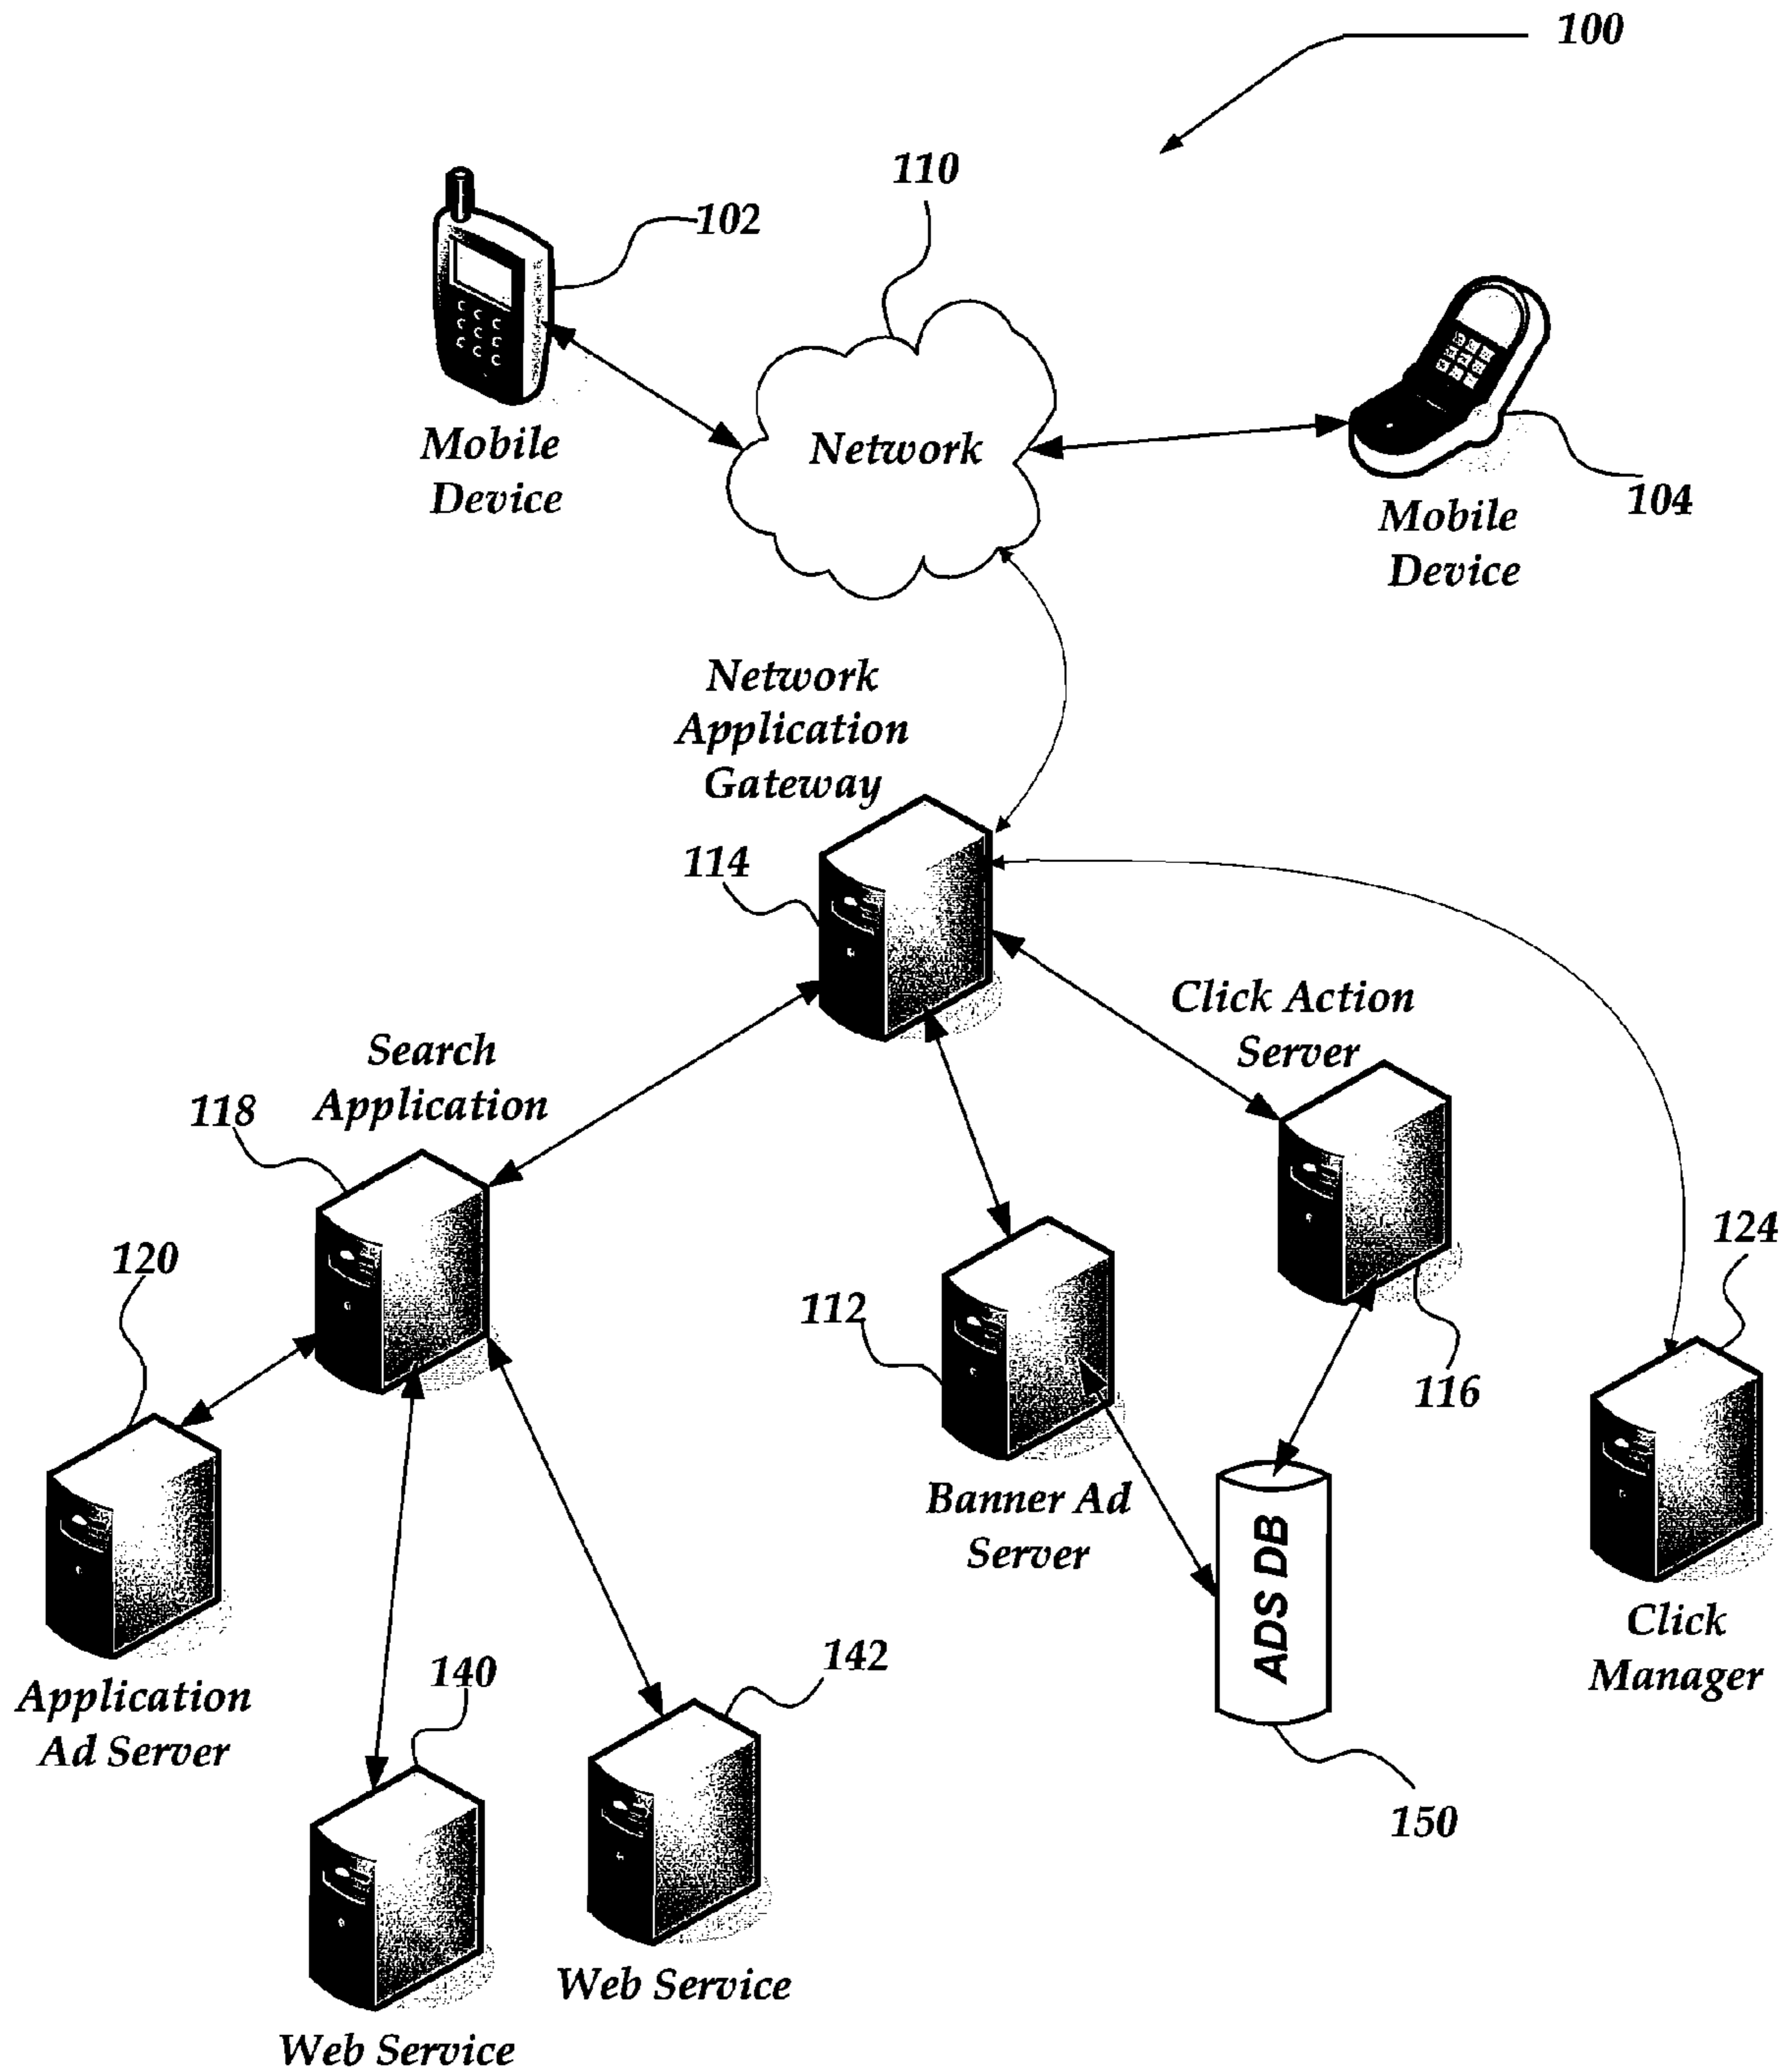 100
110
102
Mobile
Device
Network
104
Mobile
Device
Network
Application
Gateway
114
Click Action
Server
Search
Application
118
120
112
124
116
Banner Ad
Server
ADS DB
Click
Manager
140
142
Application
Ad Server
150
Web Service
Web Service